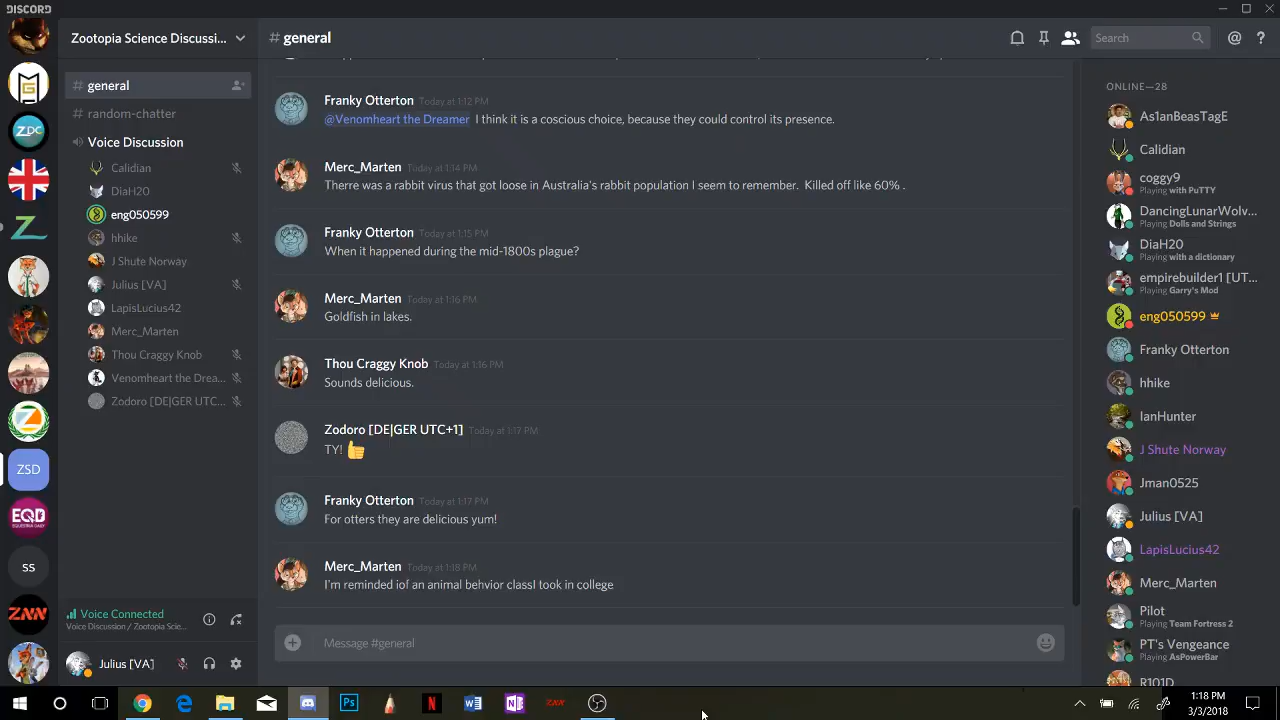 DISCORD
Zootopia Science Discussi...
# general
Search
# general
# random-chatter
Voice Discussion
Calidian
DiaH20
eng050599
hhike
J Shute Norway
Julius [VA]
LapisLucius42
Merc_Marten
Thou Craggy Knob
Venomheart the Drea...
Zodoro [DE|GER UTC...
Voice Connected
Voice Discussion / Zootopia Scie...
Julius [VA]
G
ZDC
Z
ZSD
EQD
EQUESTRIA DAILY
ss
ZNN
Franky Otterton Today at 1:12 PM
@Venomheart the Dreamer I think it is a coscious choice, because they could control its presence.
Merc_Marten Today at 1:14 PM
There was a rabbit virus that got loose in Australia's rabbit population I seem to remember. Killed off like 60% .
Franky Otterton Today at 1:15 PM
When it happened during the mid-1800s plague?
Merc_Marten Today at 1:16 PM
Goldfish in lakes.
Thou Craggy Knob Today at 1:16 PM
Sounds delicious.
Zodoro [DE|GER UTC+1] Today at 1:17 PM
TY!
Franky Otterton Today at 1:17 PM
For otters they are delicious yum!
Merc_Marten Today at 1:18 PM
I'm reminded iof an animal behvior classI took in college
Message #general
ONLINE—28
As1anBeasTagE
Calidian
coggy9
Playing with PuTTY
DancingLunarWolv...
Playing Dolls and Strings
DiaH20
Playing with a dictionary
empirebuilder1 [UT...
Playing Garry's Mod
eng050599
Franky Otterton
hhike
IanHunter
J Shute Norway
Jman0525
Julius [VA]
LapisLucius42
Merc_Marten
Pilot
Playing Team Fortress 2
PT's Vengeance
Playing AsPowerBar
R101D
Ps
N
ZNN
1:18 PM
3/3/2018